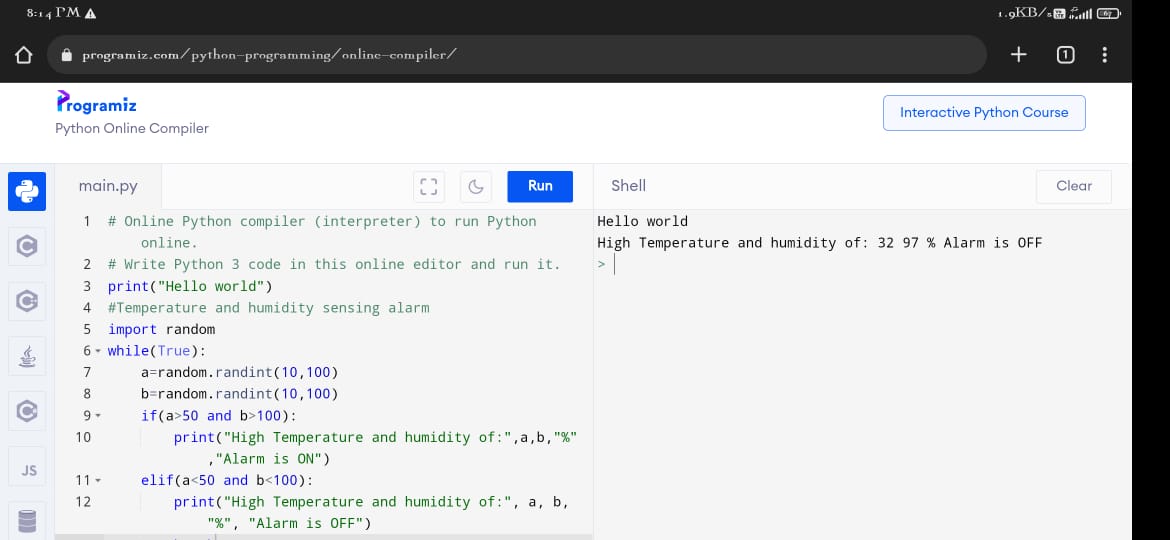 8:14 PM
1.9KB/s
67
programiz.com/python-programming/online-compiler/
1
Programiz
Python Online Compiler
Interactive Python Course
main.py
Run
Shell
Clear
1 # Online Python compiler (interpreter) to run Python
online.
2 # Write Python 3 code in this online editor and run it.
3 print("Hello world")
4 #Temperature and humidity sensing alarm
5 import random
6 while(True):
7 a=random.randint(10,100)
8 b=random.randint(10,100)
9 if(a>50 and b>100):
10 print("High Temperature and humidity of:",a,b,"%"
,"Alarm is ON")
11 elif(a<50 and b<100):
12 print("High Temperature and humidity of:", a, b,
"%", "Alarm is OFF")
JS
Hello world
High Temperature and humidity of: 32 97 % Alarm is OFF
>